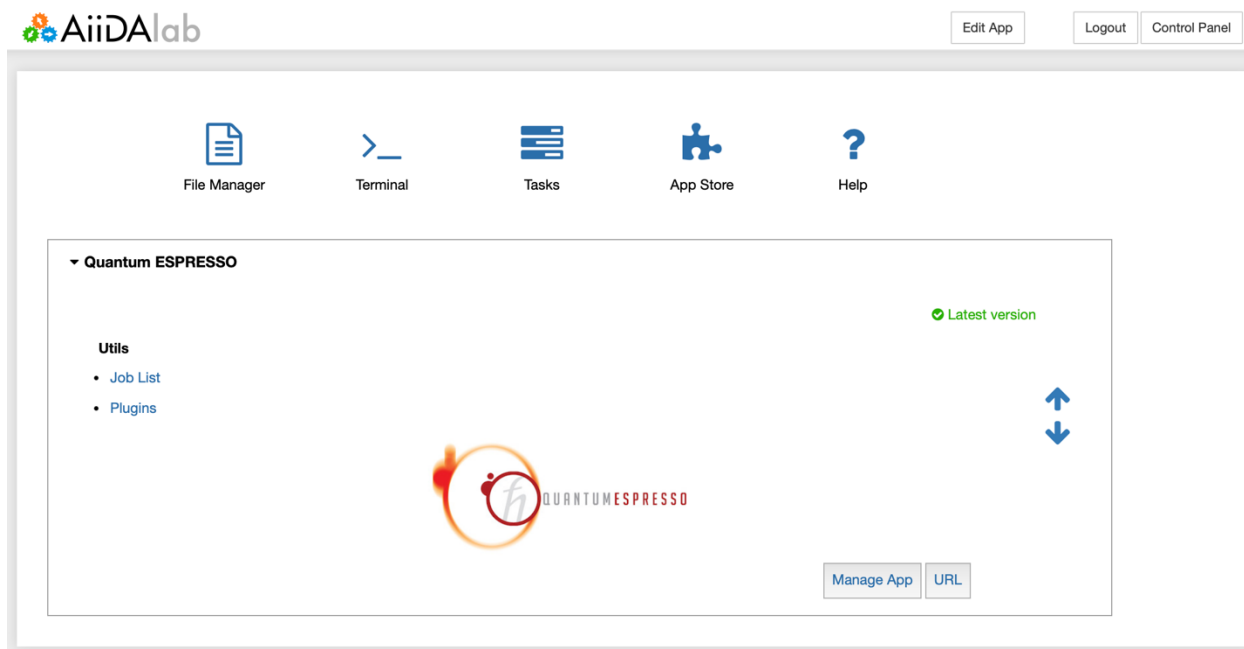 AiiDAlab
Edit App
Logout
Control Panel
File Manager
Terminal
Tasks
App Store
Help
Quantum ESPRESSO
Latest version
Utils
• Job List
• Plugins
ħ QUANTUMESPRESSO
Manage App
URL